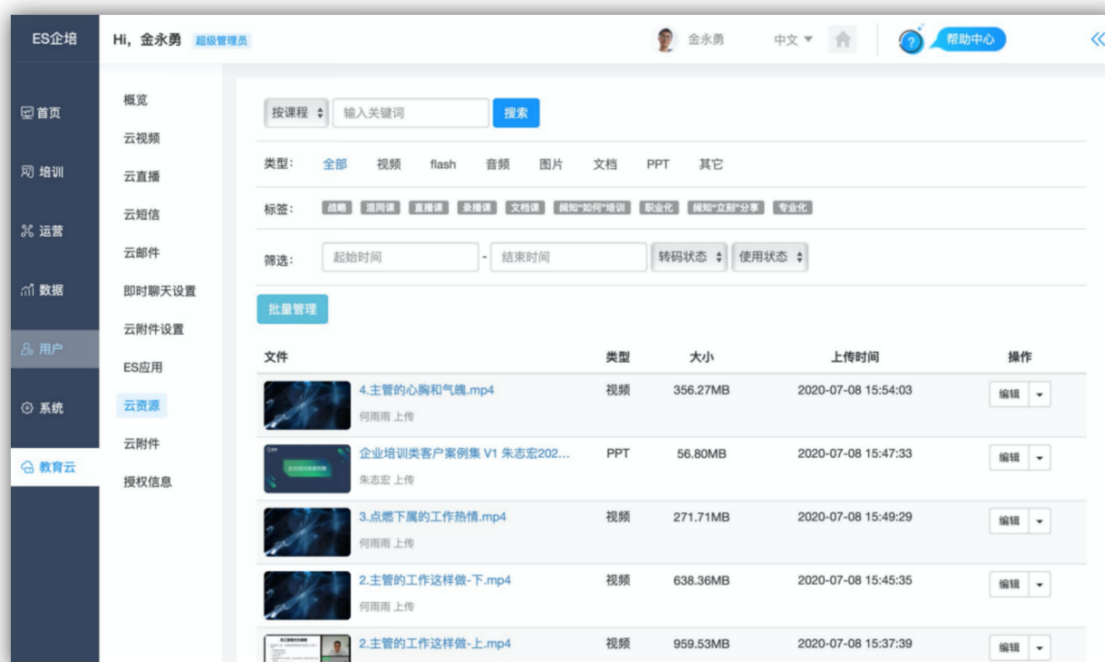 ES企培
Hi，金永勇 超级管理员
金永勇
中文
帮助中心
首页
培训
运营
数据
用户
系统
教育云
概览
云视频
云直播
云短信
云邮件
即时聊天设置
云附件设置
ES应用
云资源
云附件
授权信息
按课程 输入关键词 搜索
类型： 全部 视频 flash 音频 图片 文档 PPT 其它
标签： 战略 混同课 直播课 录播课 文档课 阔知“如何”培训 职业化 阔知“立刻”分享 专业化
筛选： 起始时间 - 结束时间 转码状态 使用状态
批量管理
文件 类型 大小 上传时间 操作
4.主管的心胸和气魄.mp4 视频 356.27MB 2020-07-08 15:54:03 编辑
何雨雨 上传
企业培训类客户案例集 V1 朱志宏202... PPT 56.80MB 2020-07-08 15:47:33 编辑
朱志宏 上传
3.点燃下属的工作热情.mp4 视频 271.71MB 2020-07-08 15:49:29 编辑
何雨雨 上传
2.主管的工作这样做-下.mp4 视频 638.36MB 2020-07-08 15:45:35 编辑
何雨雨 上传
2.主管的工作这样做-上.mp4 视频 959.53MB 2020-07-08 15:37:39 编辑